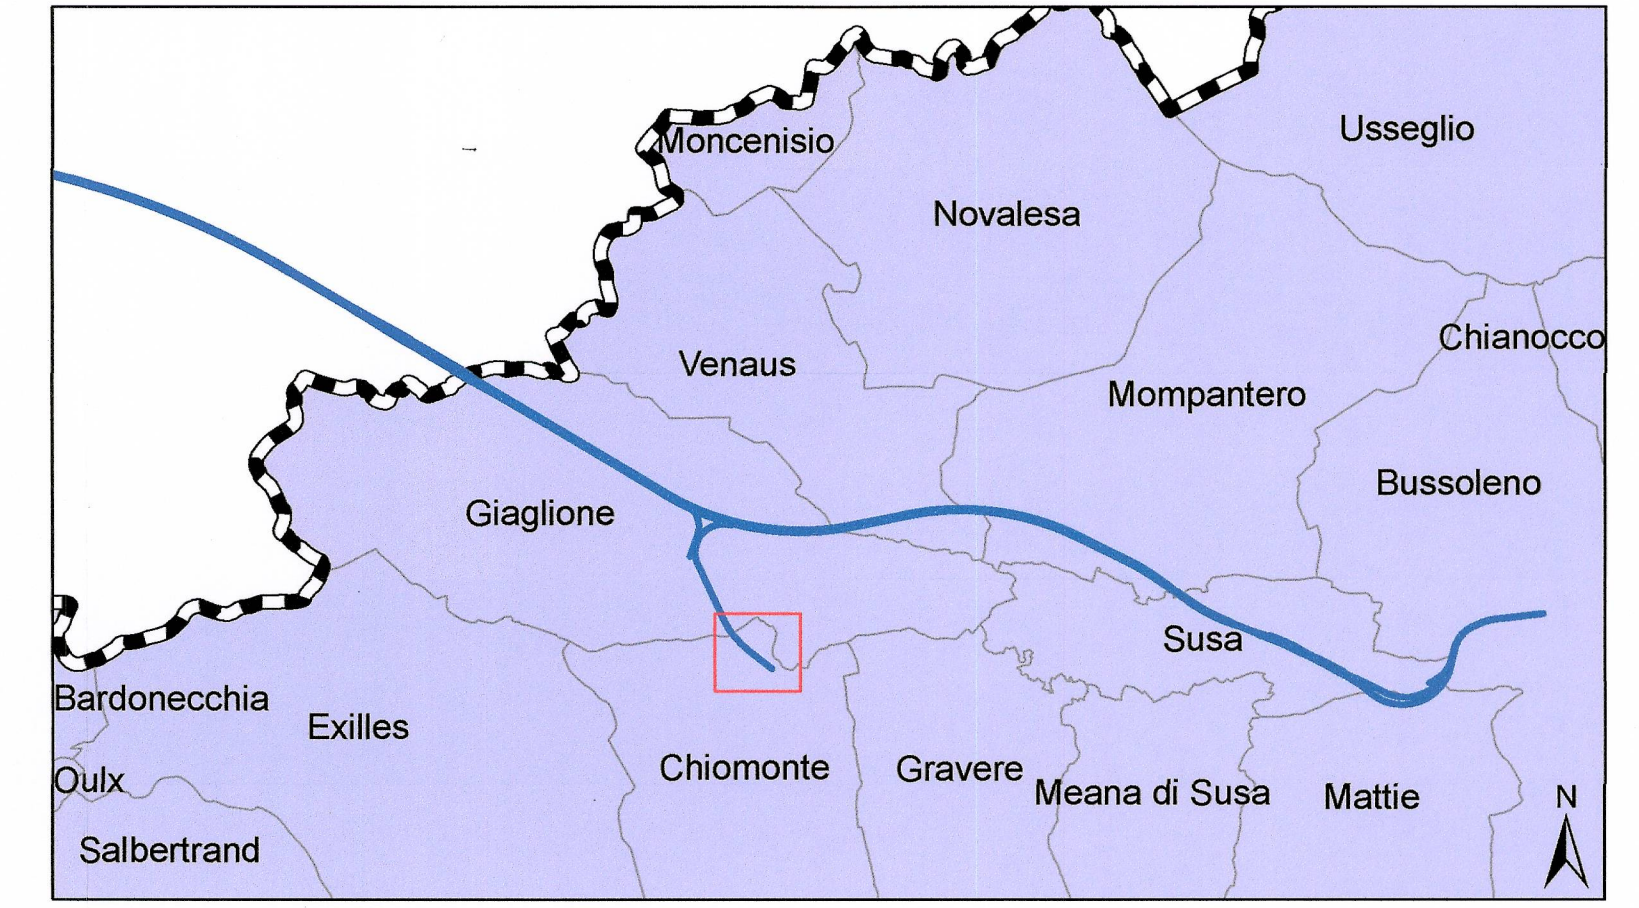 Moncenisio
Usseglio
Novalesa
Chianocco
Venaus
Mompantero
Bussoleno
Giaglione
Susa
Bardonecchia
Exilles
Chiomonte
Gravere
Oulx
Meana di Susa
Mattie
N
Salbertrand